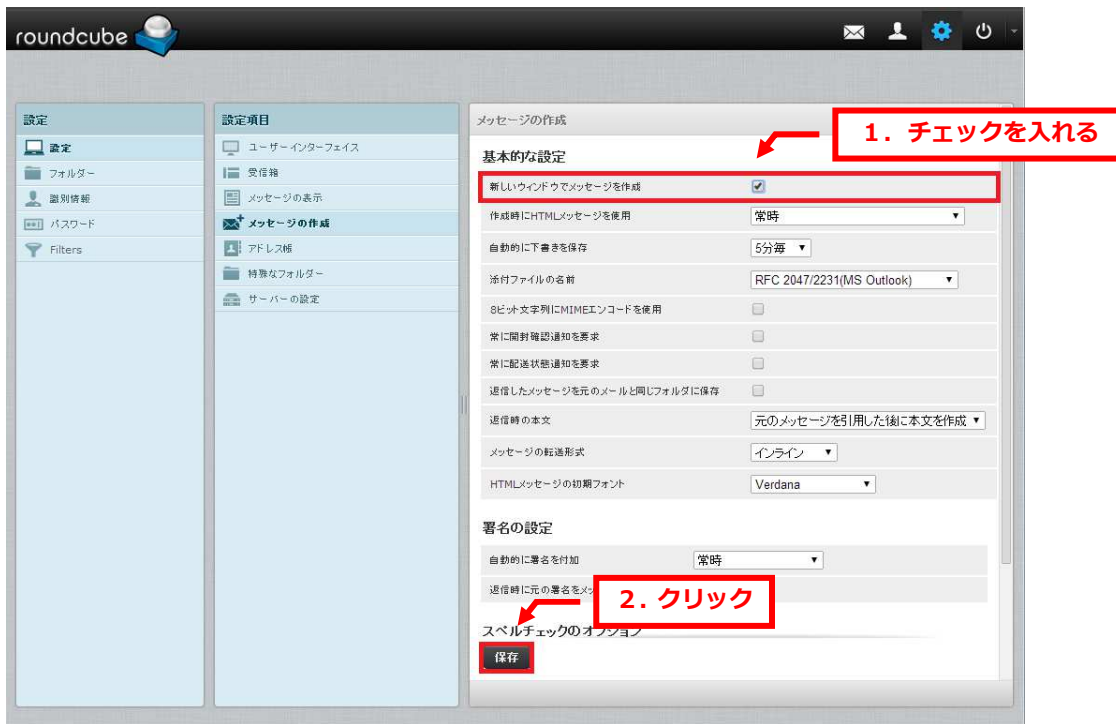 roundcube
設定
設定
フォルダー
識別情報
パスワード
Filters
設定項目
ユーザーインターフェイス
受信箱
メッセージの表示
メッセージの作成
アドレス帳
特殊なフォルダー
サーバーの設定
メッセージの作成
1. チェックを入れる
基本的な設定
新しいウィンドウでメッセージを作成
作成時にHTMLメッセージを使用 常時
自動的に下書きを保存 5分毎
添付ファイルの名前 RFC 2047/2231(MS Outlook)
8ビット文字列にMIMEエンコードを使用
常に開封確認通知を要求
常に配送状態通知を要求
返信したメッセージを元のメールと同じフォルダに保存
返信時の本文 元のメッセージを引用した後に本文を作成
メッセージの転送形式 インライン
HTMLメッセージの初期フォント Verdana
署名の設定
自動的に署名を付加 常時
返信時に元の署名をメッ
2. クリック
スペルチェックのオプション
保存